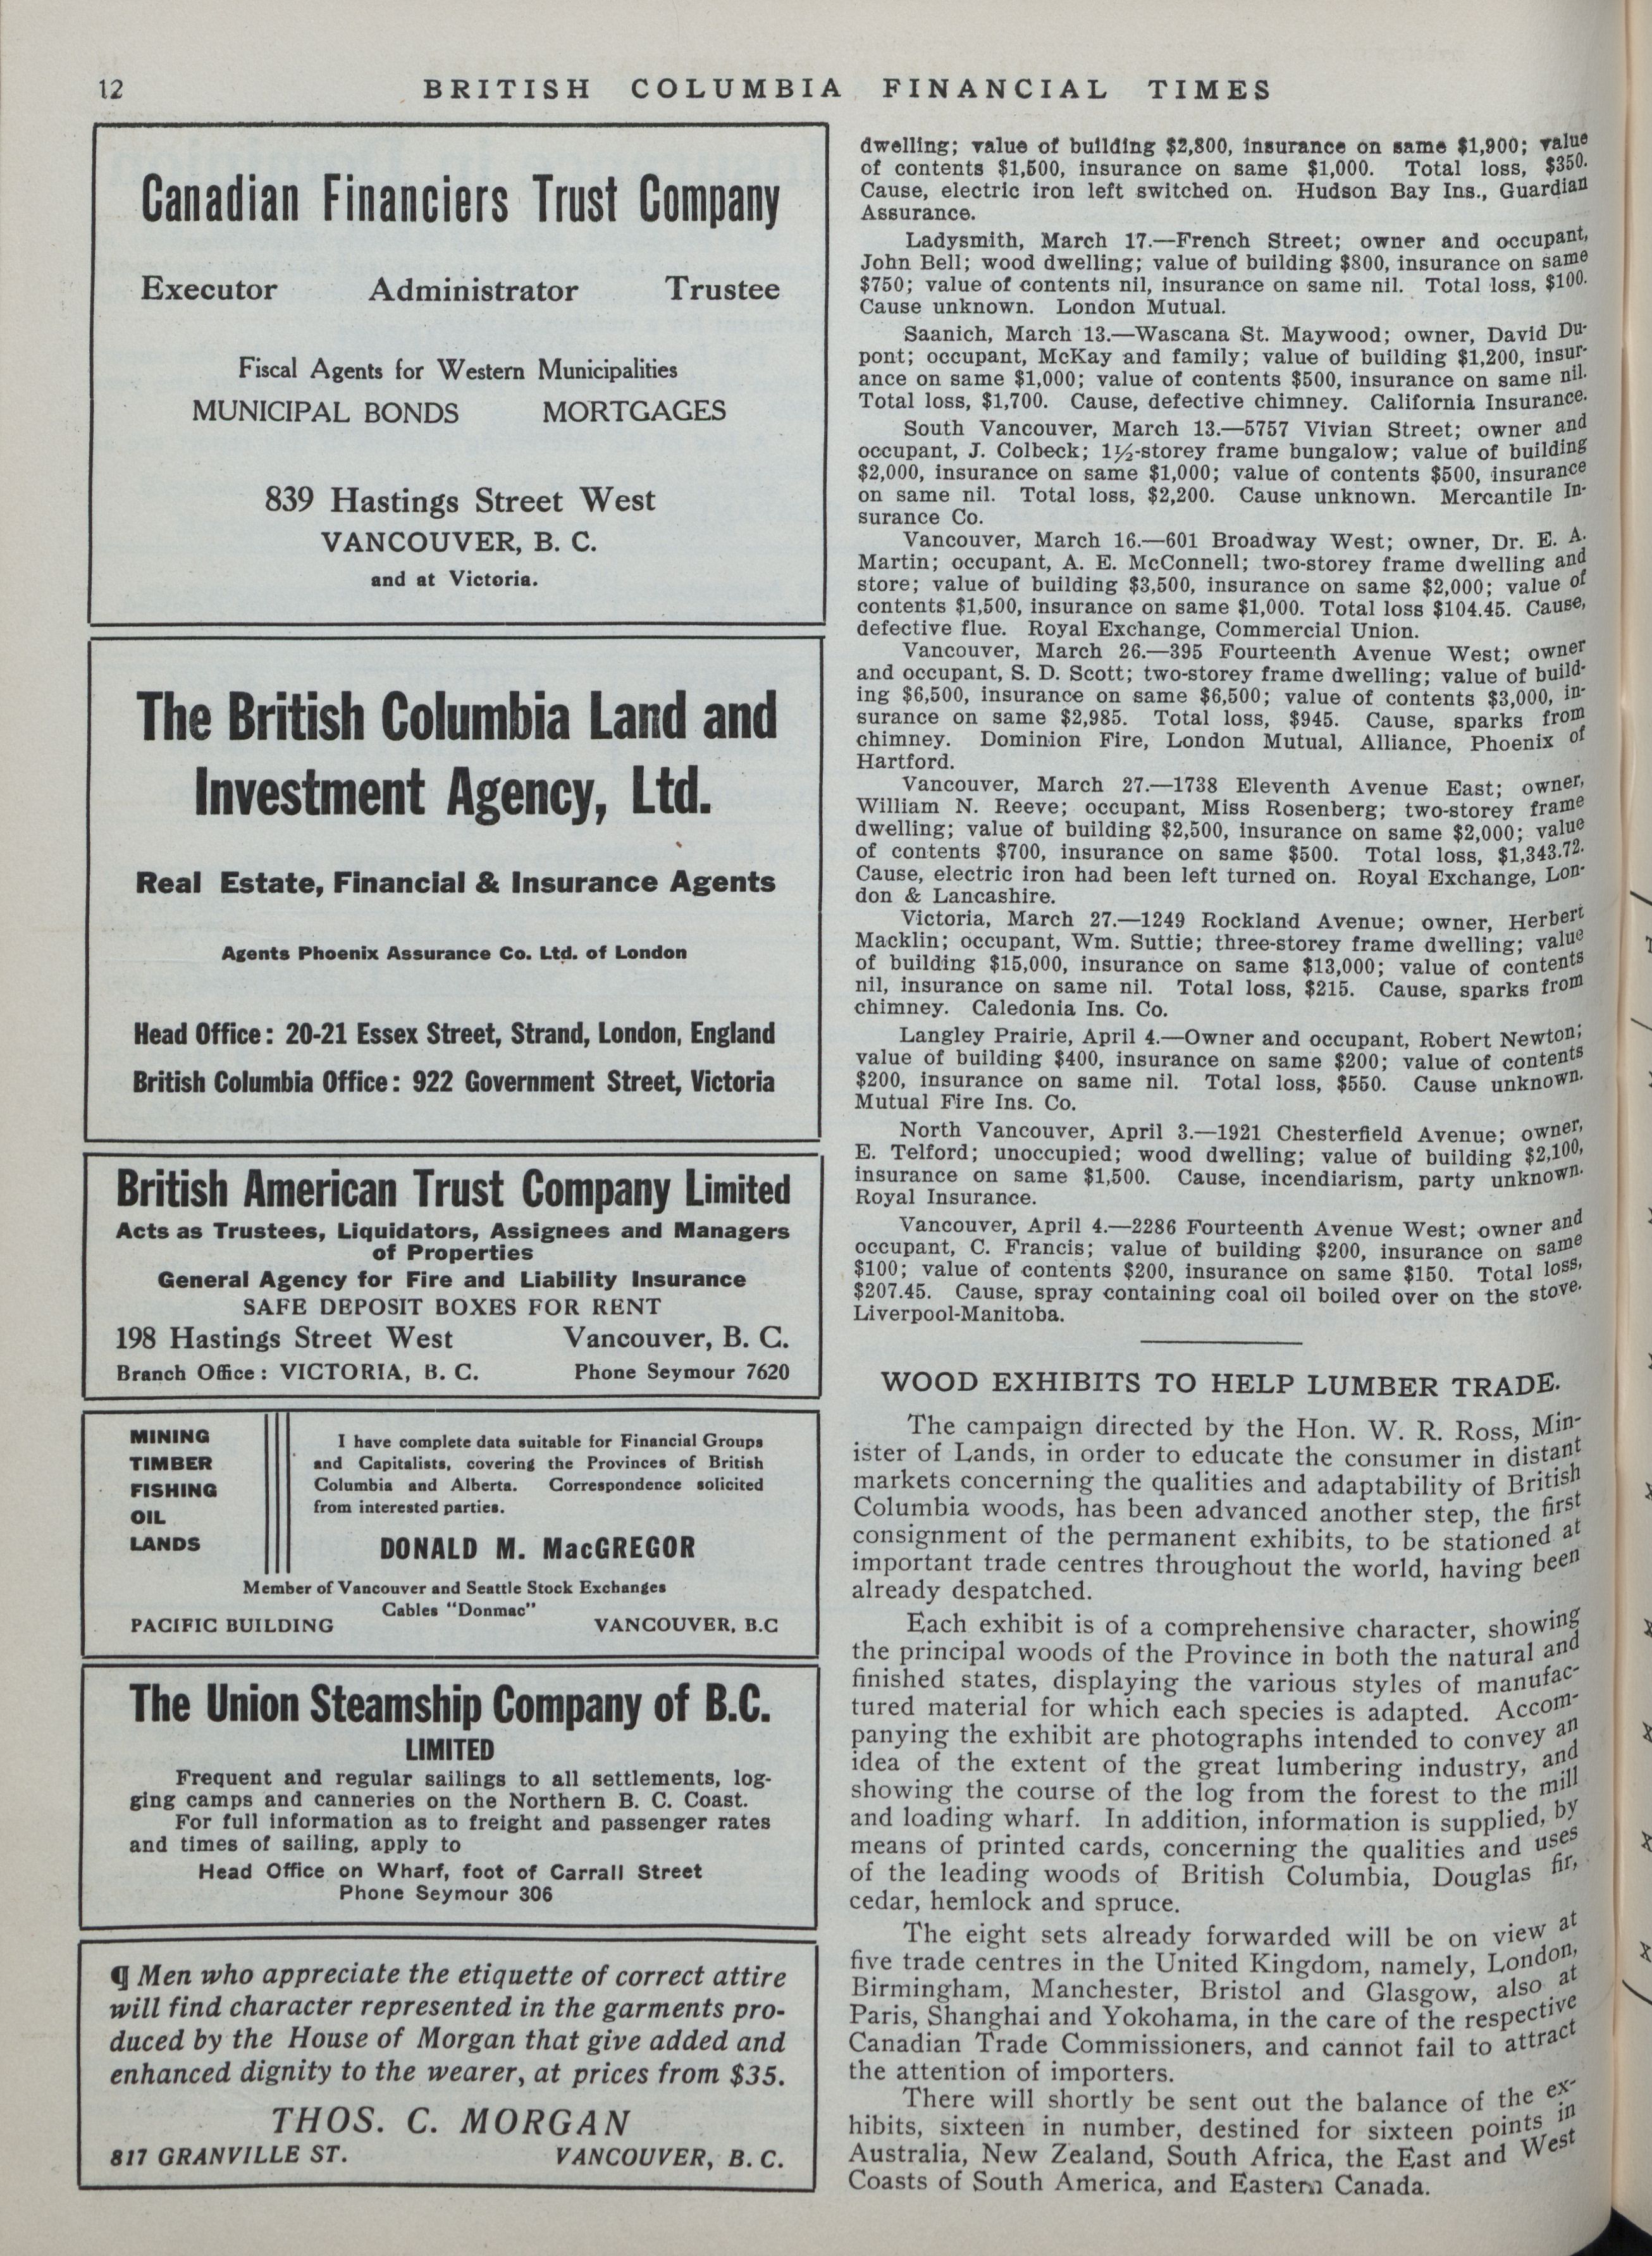 12
BRITISH COLUMBIA FINANCIAL TIMES
Canadian Financiers Trust Company
Executor Administrator Trustee
Fiscal Agents for Western Municipalities
MUNICIPAL BONDS MORTGAGES
839 Hastings Street West
VANCOUVER, B. C.
and at Victoria.
The British Columbia Land and
Investment Agency, Ltd.
Real Estate, Financial & Insurance Agents
Agents Phoenix Assurance Co. Ltd. of London
Head Office: 20-21 Essex Street, Strand, London, England
British Columbia Office: 922 Government Street, Victoria
British American Trust Company Limited
Acts as Trustees, Liquidators, Assignees and Managers
of Properties
General Agency for Fire and Liability Insurance
SAFE DEPOSIT BOXES FOR RENT
198 Hastings Street West Vancouver, B. C.
Branch Office: VICTORIA, B. C. Phone Seymour 7620
MINING
TIMBER
FISHING
OIL
LANDS
I have complete data suitable for Financial Groups
and Capitalists, covering the Provinces of British
Columbia and Alberta. Correspondence solicited
from interested parties.
DONALD M. MacGREGOR
Member of Vancouver and Seattle Stock Exchanges
Cables "Donmac"
PACIFIC BUILDING VANCOUVER, B.C
The Union Steamship Company of B.C.
LIMITED
Frequent and regular sailings to all settlements, log-
ging camps and canneries on the Northern B. C. Coast.
For full information as to freight and passenger rates
and times of sailing, apply to
Head Office on Wharf, foot of Carrall Street
Phone Seymour 306
¶ Men who appreciate the etiquette of correct attire
will find character represented in the garments pro-
duced by the House of Morgan that give added and
enhanced dignity to the wearer, at prices from $35.
THOS. C. MORGAN
817 GRANVILLE ST. VANCOUVER, B. C.
dwelling; value of building $2,800, insurance on same $1,900; value
of contents $1,500, insurance on same $1,000. Total loss, $350.
Cause, electric iron left switched on. Hudson Bay Ins., Guardian
Assurance.
Ladysmith, March 17.—French Street; owner and occupant,
John Bell; wood dwelling; value of building $800, insurance on same
$750; value of contents nil, insurance on same nil. Total loss, $100.
Cause unknown. London Mutual.
Saanich, March 13.—Wascana St. Maywood; owner, David Du-
pont; occupant, McKay and family; value of building $1,200, insur-
ance on same $1,000; value of contents $500, insurance on same nil.
Total loss, $1,700. Cause, defective chimney. California Insurance.
South Vancouver, March 13.—5757 Vivian Street; owner and
occupant, J. Colbeck; 1½-storey frame bungalow; value of building
$2,000, insurance on same $1,000; value of contents $500, insurance
on same nil. Total loss, $2,200. Cause unknown. Mercantile In-
surance Co.
Vancouver, March 16.—601 Broadway West; owner, Dr. E. A.
Martin; occupant, A. E. McConnell; two-storey frame dwelling and
store; value of building $3,500, insurance on same $2,000; value of
contents $1,500, insurance on same $1,000. Total loss $104.45. Cause,
defective flue. Royal Exchange, Commercial Union.
Vancouver, March 26.—395 Fourteenth Avenue West; owner
and occupant, S. D. Scott; two-storey frame dwelling; value of build-
ing $6,500, insurance on same $6,500; value of contents $3,000, in-
surance on same $2,985. Total loss, $945. Cause, sparks from
chimney. Dominion Fire, London Mutual, Alliance, Phoenix of
Hartford.
Vancouver, March 27.—1738 Eleventh Avenue East; owner,
William N. Reeve; occupant, Miss Rosenberg; two-storey frame
dwelling; value of building $2,500, insurance on same $2,000; value
of contents $700, insurance on same $500. Total loss, $1,343.72.
Cause, electric iron had been left turned on. Royal Exchange, Lon-
don & Lancashire.
Victoria, March 27.—1249 Rockland Avenue; owner, Herbert
Macklin; occupant, Wm. Suttie; three-storey frame dwelling; value
of building $15,000, insurance on same $13,000; value of contents
nil, insurance on same nil. Total loss, $215. Cause, sparks from
chimney. Caledonia Ins. Co.
Langley Prairie, April 4.—Owner and occupant, Robert Newton;
value of building $400, insurance on same $200; value of contents
$200, insurance on same nil. Total loss, $550. Cause unknown.
Mutual Fire Ins. Co.
North Vancouver, April 3.—1921 Chesterfield Avenue; owner,
E. Telford; unoccupied; wood dwelling; value of building $2,100,
insurance on same $1,500. Cause, incendiarism, party unknown.
Royal Insurance.
Vancouver, April 4.—2286 Fourteenth Avenue West; owner and
occupant, C. Francis; value of building $200, insurance on same
$100; value of contents $200, insurance on same $150. Total loss,
$207.45. Cause, spray containing coal oil boiled over on the stove.
Liverpool-Manitoba.
WOOD EXHIBITS TO HELP LUMBER TRADE.
The campaign directed by the Hon. W. R. Ross, Min-
ister of Lands, in order to educate the consumer in distant
markets concerning the qualities and adaptability of British
Columbia woods, has been advanced another step, the first
consignment of the permanent exhibits, to be stationed at
important trade centres throughout the world, having been
already despatched.
Each exhibit is of a comprehensive character, showing
the principal woods of the Province in both the natural and
finished states, displaying the various styles of manufac-
tured material for which each species is adapted. Accom-
panying the exhibit are photographs intended to convey an
idea of the extent of the great lumbering industry, and
showing the course of the log from the forest to the mill
and loading wharf. In addition, information is supplied, by
means of printed cards, concerning the qualities and uses
of the leading woods of British Columbia, Douglas fir,
cedar, hemlock and spruce.
The eight sets already forwarded will be on view at
five trade centres in the United Kingdom, namely, London,
Birmingham, Manchester, Bristol and Glasgow, also at
Paris, Shanghai and Yokohama, in the care of the respective
Canadian Trade Commissioners, and cannot fail to attract
the attention of importers.
There will shortly be sent out the balance of the ex-
hibits, sixteen in number, destined for sixteen points in
Australia, New Zealand, South Africa, the East and West
Coasts of South America, and Eastern Canada.